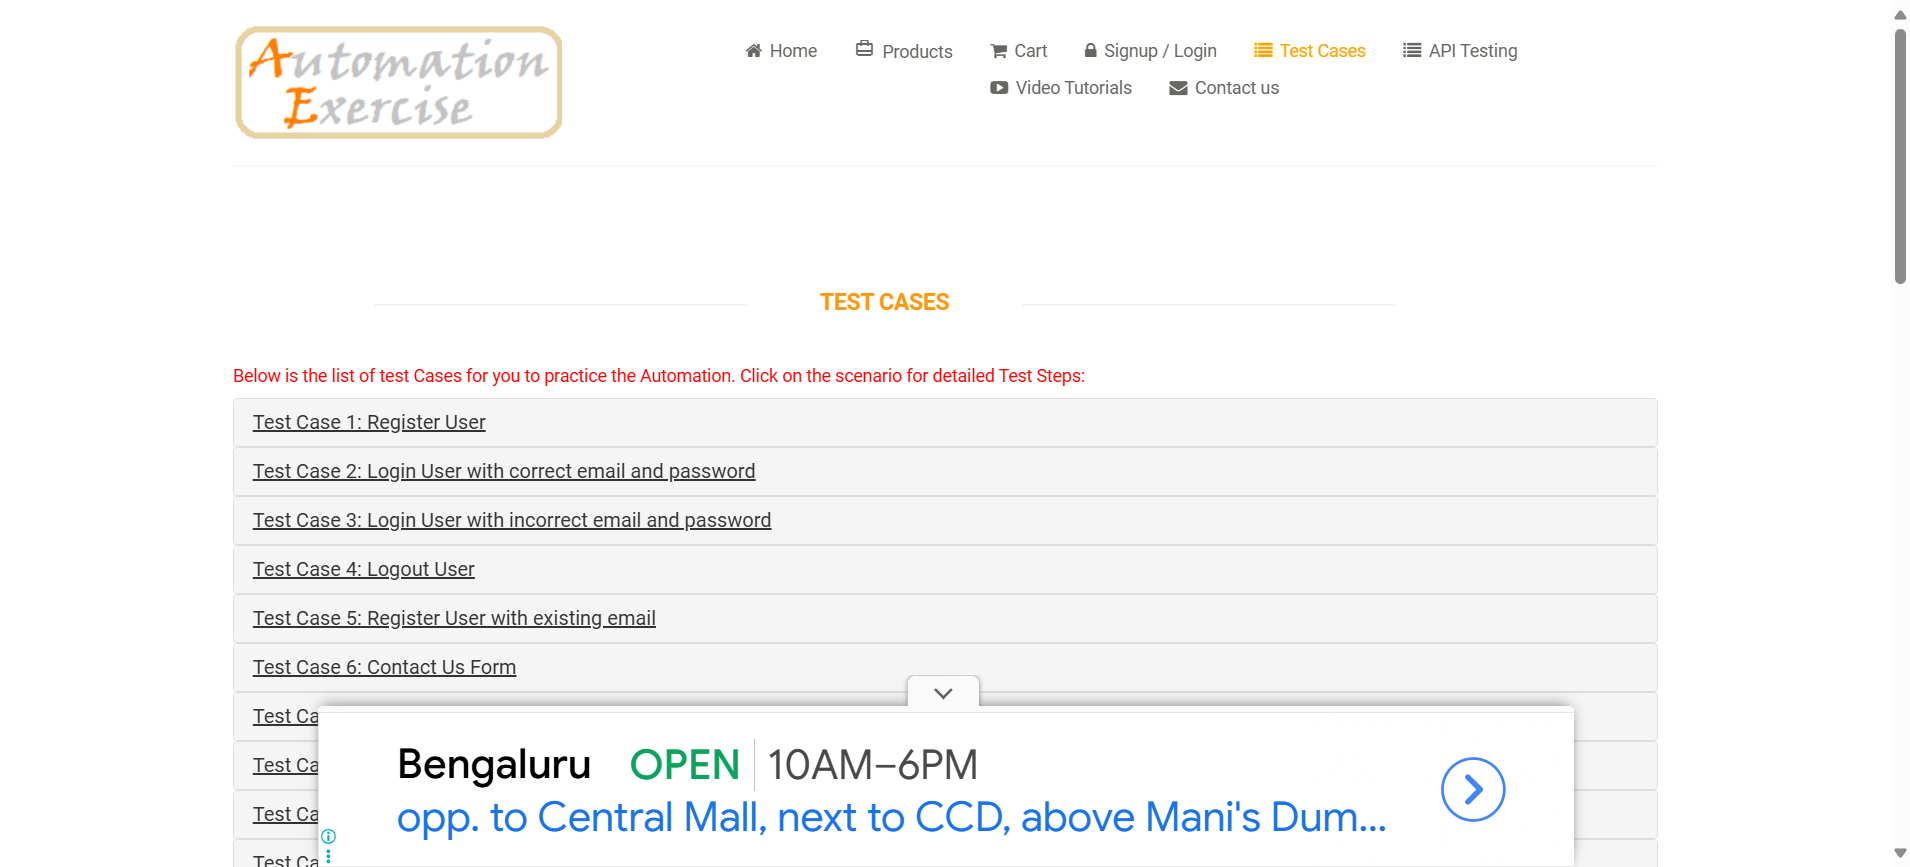 Automation
Exercise
Home Products Cart Signup / Login Test Cases API Testing
Video Tutorials Contact us
TEST CASES
Below is the list of test Cases for you to practice the Automation. Click on the scenario for detailed Test Steps:
Test Case 1: Register User
Test Case 2: Login User with correct email and password
Test Case 3: Login User with incorrect email and password
Test Case 4: Logout User
Test Case 5: Register User with existing email
Test Case 6: Contact Us Form
Test Ca
Test Ca
Test Ca
Test Ca
Bengaluru OPEN 10AM–6PM
opp. to Central Mall, next to CCD, above Mani's Dum...